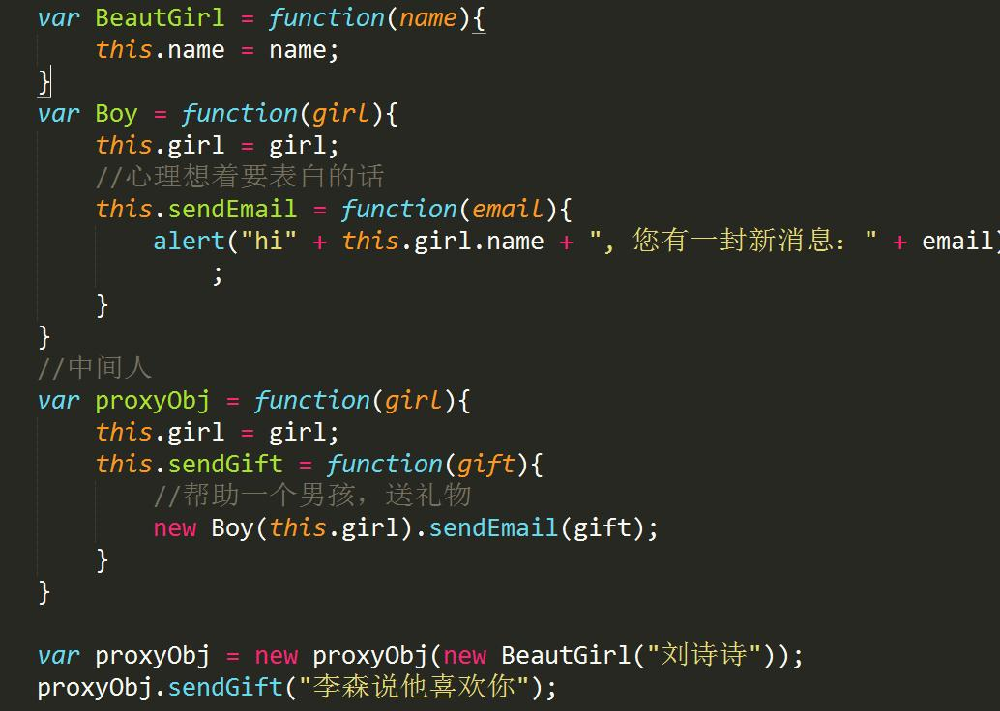 var BeautGirl = function(name){
    this.name = name;
}
var Boy = function(girl){
    this.girl = girl;
    //心理想着要表白的话
    this.sendEmail = function(email){
        alert("hi" + this.girl.name + ", 您有一封新消息：" + email)
            ;
    }
}
//中间人
var proxyObj = function(girl){
    this.girl = girl;
    this.sendGift = function(gift){
        //帮助一个男孩，送礼物
        new Boy(this.girl).sendEmail(gift);
    }
}

var proxyObj = new proxyObj(new BeautGirl("刘诗诗"));
proxyObj.sendGift("李森说他喜欢你");